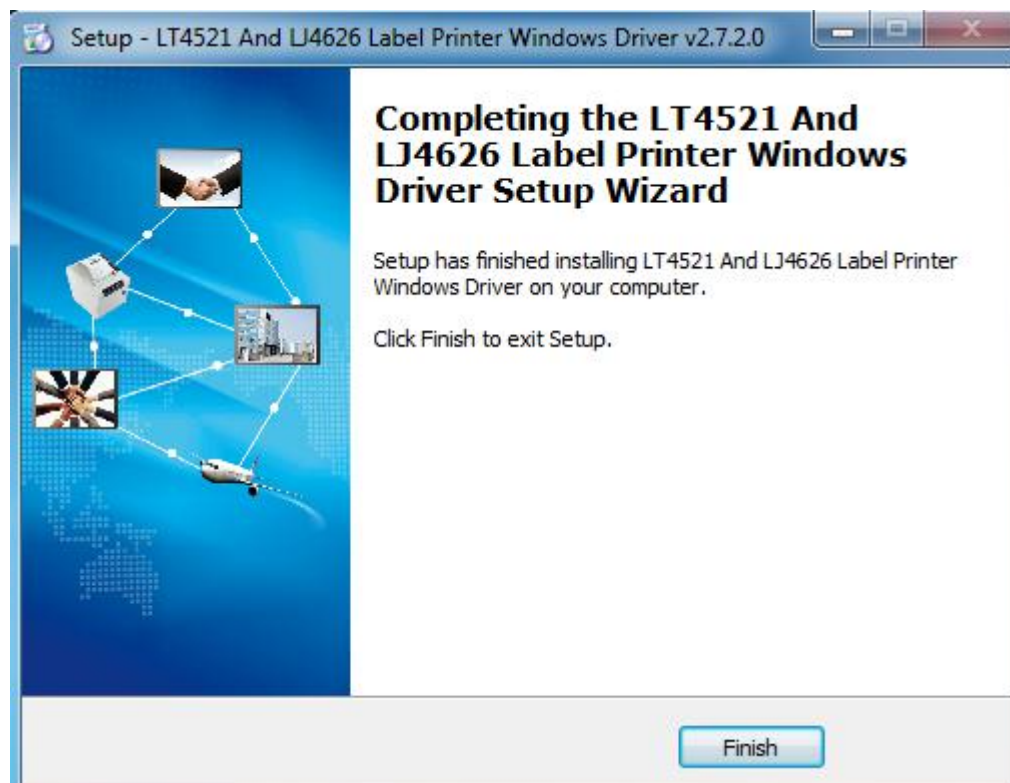 Setup - LT4521 And LJ4626 Label Printer Windows Driver v2.7.2.0
Completing the LT4521 And
LJ4626 Label Printer Windows
Driver Setup Wizard
Setup has finished installing LT4521 And LJ4626 Label Printer
Windows Driver on your computer.
Click Finish to exit Setup.
Finish